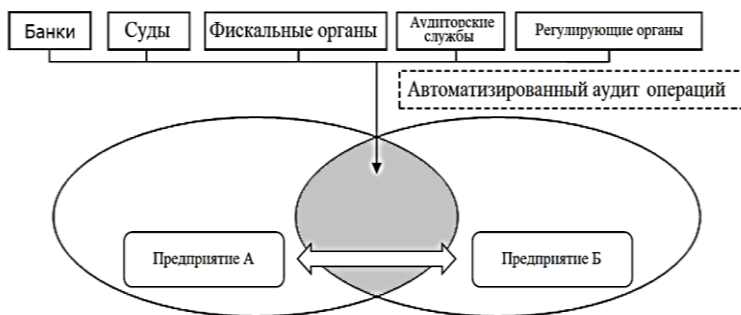 Банки
Суды
Фискальные органы
Аудиторские
службы
Регулирующие органы
Автоматизированный аудит операций
Предприятие А
Предприятие Б